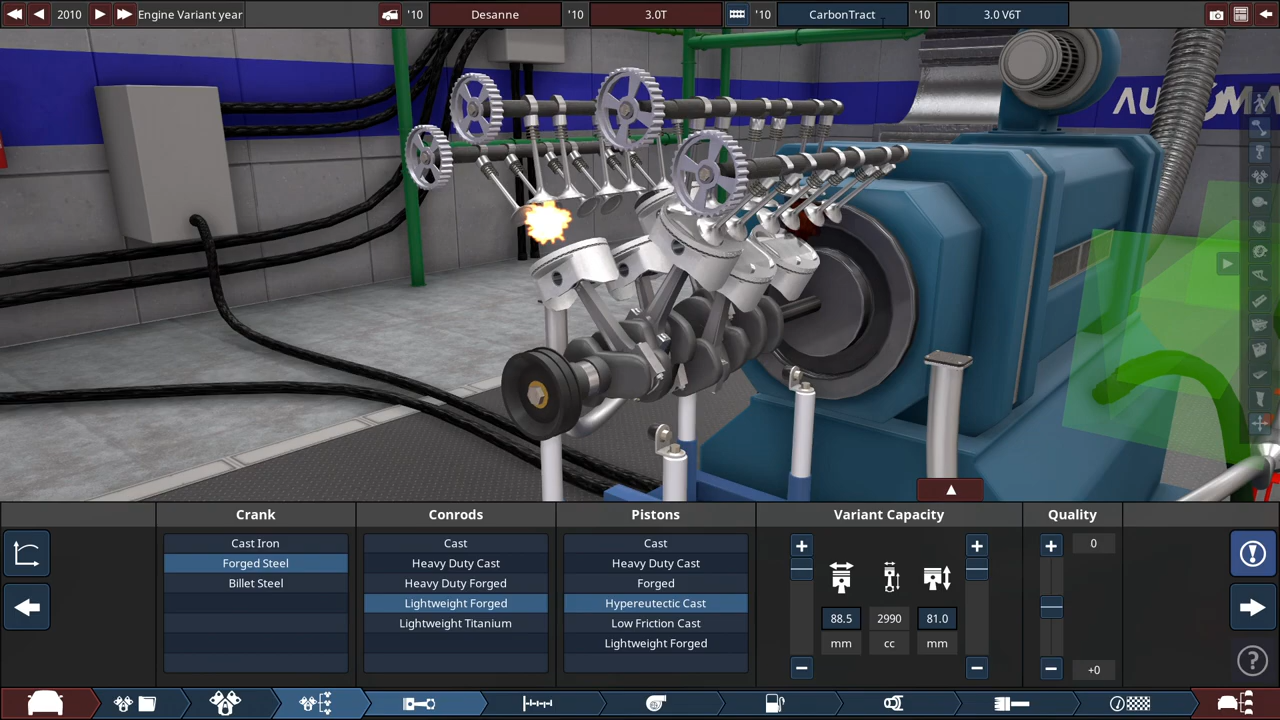 2010 Engine Variant year '10 Desanne '10 3.0T '10 CarbonTract '10 3.0 V6T
Crank Conrods Pistons Variant Capacity Quality
Cast Iron
Forged Steel
Billet Steel
Cast
Heavy Duty Cast
Heavy Duty Forged
Lightweight Forged
Lightweight Titanium
Cast
Heavy Duty Cast
Forged
Hypereutectic Cast
Low Friction Cast
Lightweight Forged
88.5 2990 81.0
mm cc mm
0
+0